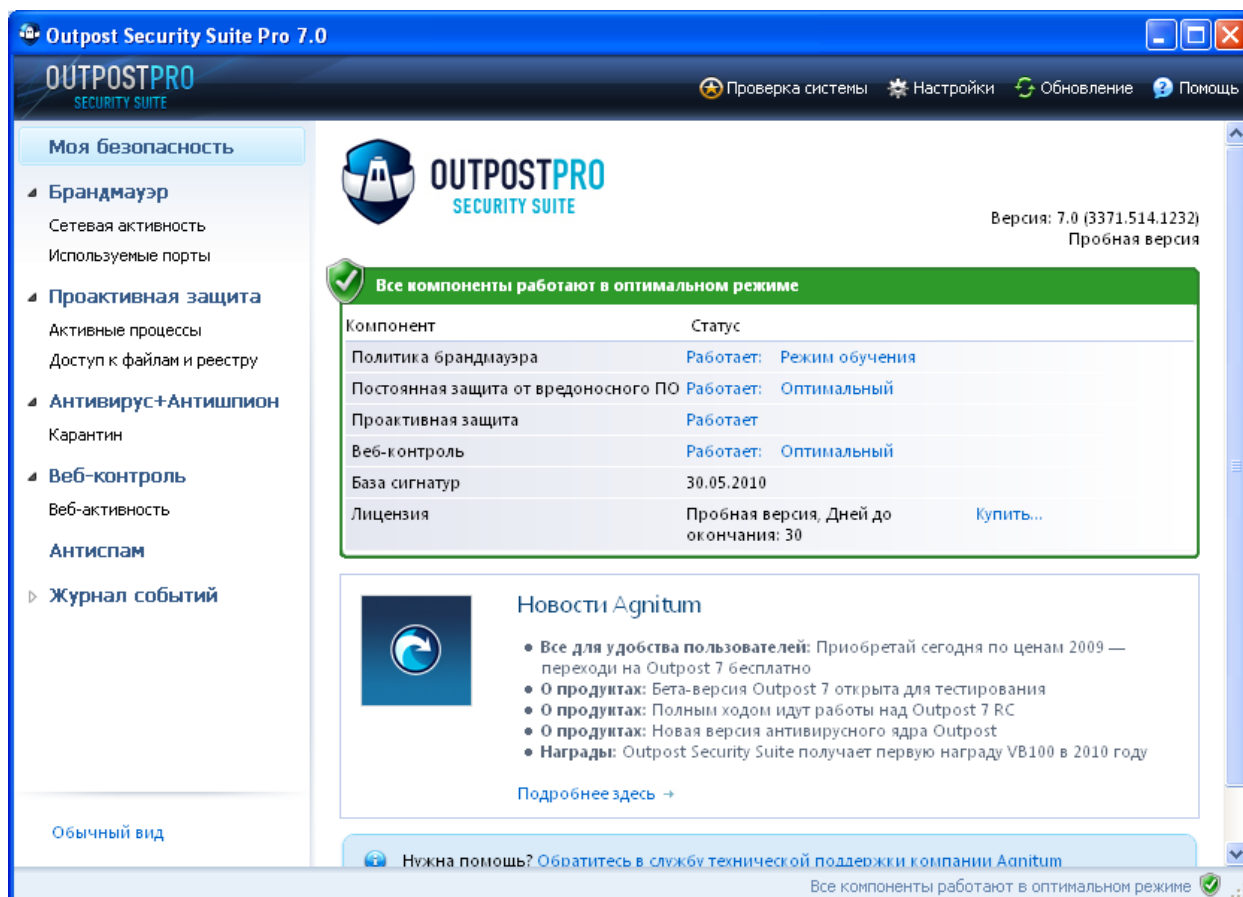 Outpost Security Suite Pro 7.0
OUTPOSTPRO
SECURITY SUITE
Проверка системы
Настройки
Обновление
Помощь
Моя безопасность
Брандмауэр
Сетевая активность
Используемые порты
Проактивная защита
Активные процессы
Доступ к файлам и реестру
Антивирус+Антишпион
Карантин
Веб-контроль
Веб-активность
Антиспам
Журнал событий
Обычный вид
OUTPOSTPRO
SECURITY SUITE
Версия: 7.0 (3371.514.1232)
Пробная версия
Все компоненты работают в оптимальном режиме
Компонент Статус
Политика брандмауэра Работает: Режим обучения
Постоянная защита от вредоносного ПО Работает: Оптимальный
Проактивная защита Работает
Веб-контроль Работает: Оптимальный
База сигнатур 30.05.2010
Лицензия Пробная версия, Дней до Купить...
окончания: 30
Новости Agnitum
• Все для удобства пользователей: Приобретай сегодня по ценам 2009 —
переходи на Outpost 7 бесплатно
• О продуктах: Бета-версия Outpost 7 открыта для тестирования
• О продуктах: Полным ходом идут работы над Outpost 7 RC
• О продуктах: Новая версия антивирусного ядра Outpost
• Награды: Outpost Security Suite получает первую награду VB100 в 2010 году
Подробнее здесь →
Нужна помощь? Обратитесь в службу технической поддержки компании Agnitum
Все компоненты работают в оптимальном режиме